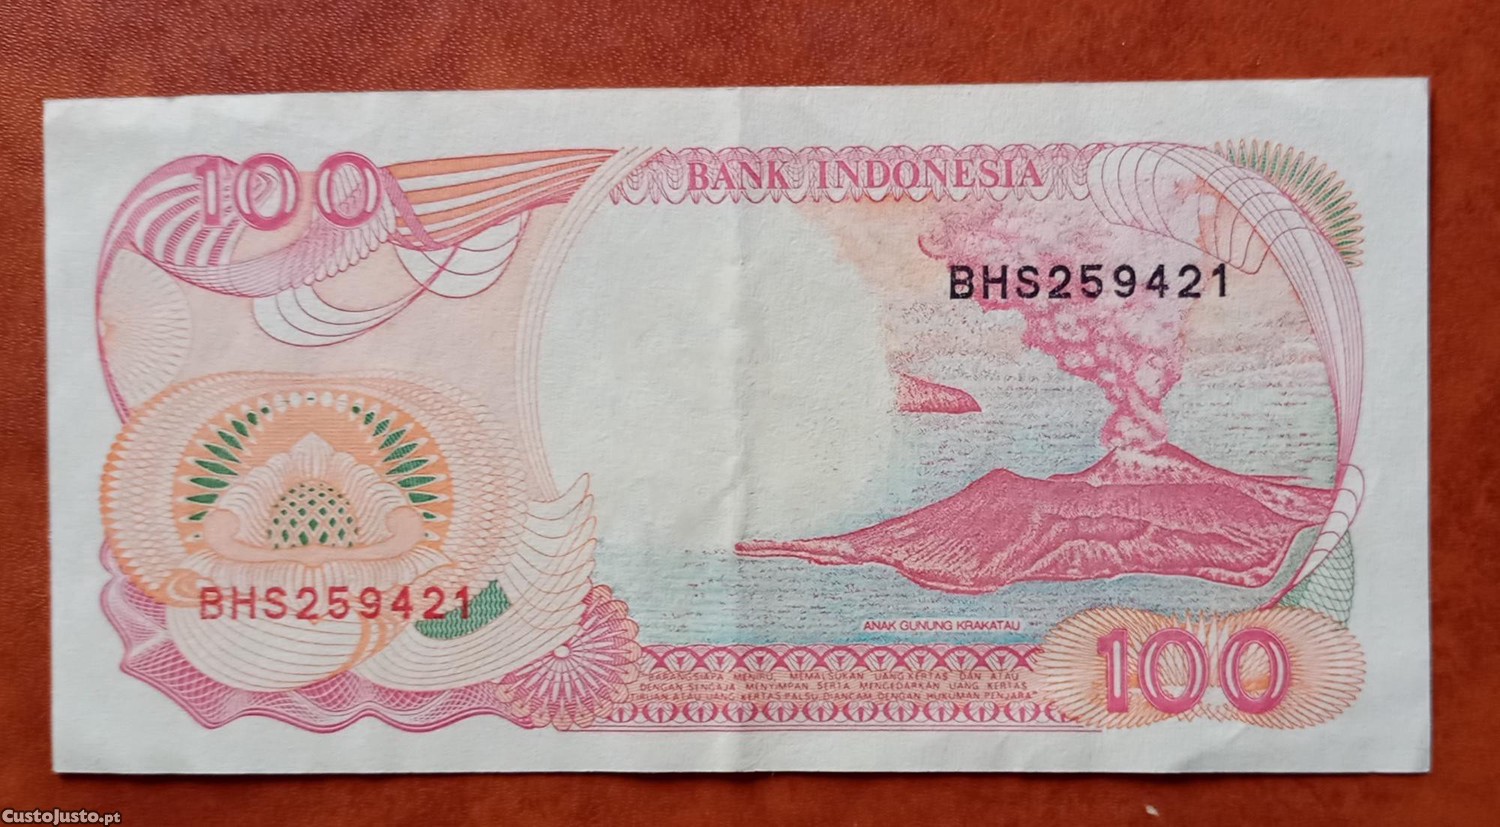 100
BANK INDONESIA
BHS259421
BHS259421
ANAK GUNUNG KRAKATAU
"BARANGSIAPA MENIRU, MEMALSUKAN UANG KERTAS DAN ATAU
DENGAN SENGAJA MENYIMPAN SERTA MENGEDARKAN UANG KERTAS
TIRUAN ATAU UANG KERTAS PALSU DIANCAM DENGAN HUKUMAN PENJARA"
100
CustoJusto.pt